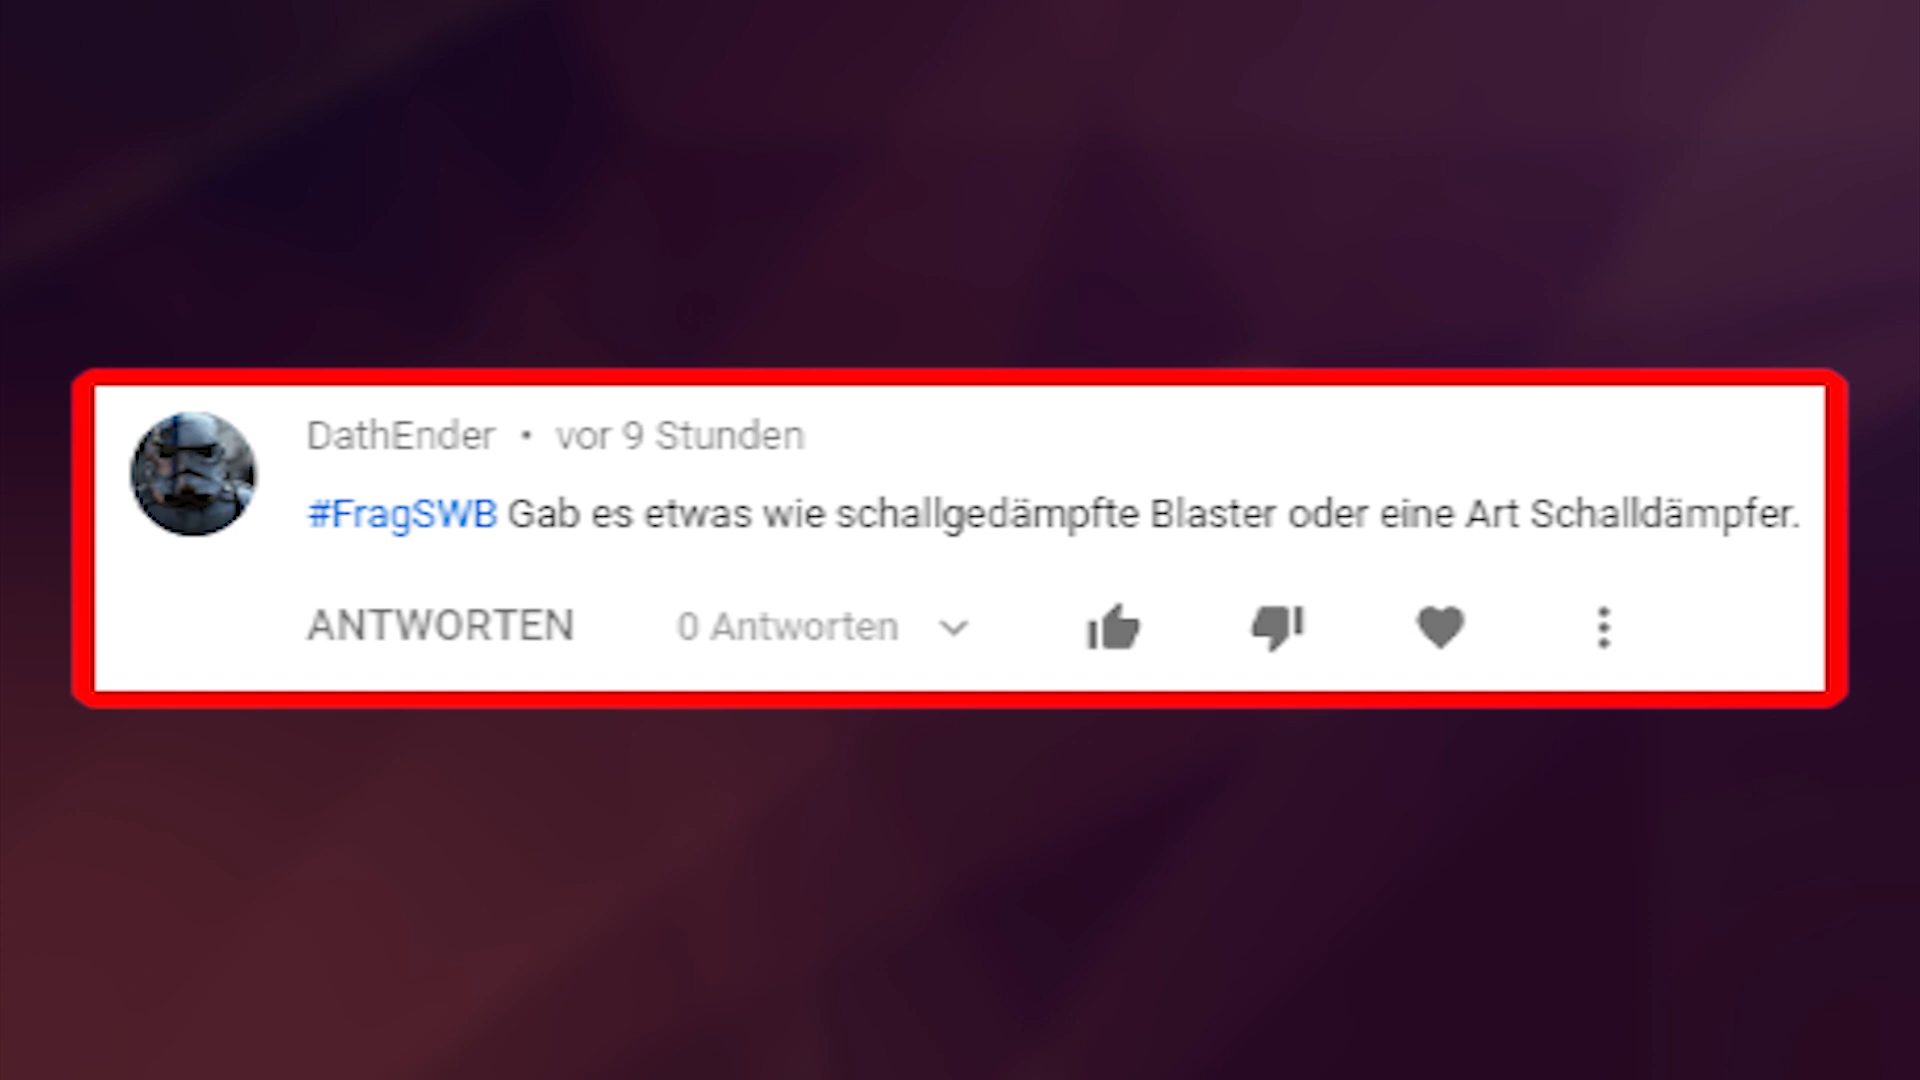 DathEnder • vor 9 Stunden
#FragSWB Gab es etwas wie schallgedämpfte Blaster oder eine Art Schalldämpfer.
ANTWORTEN 0 Antworten